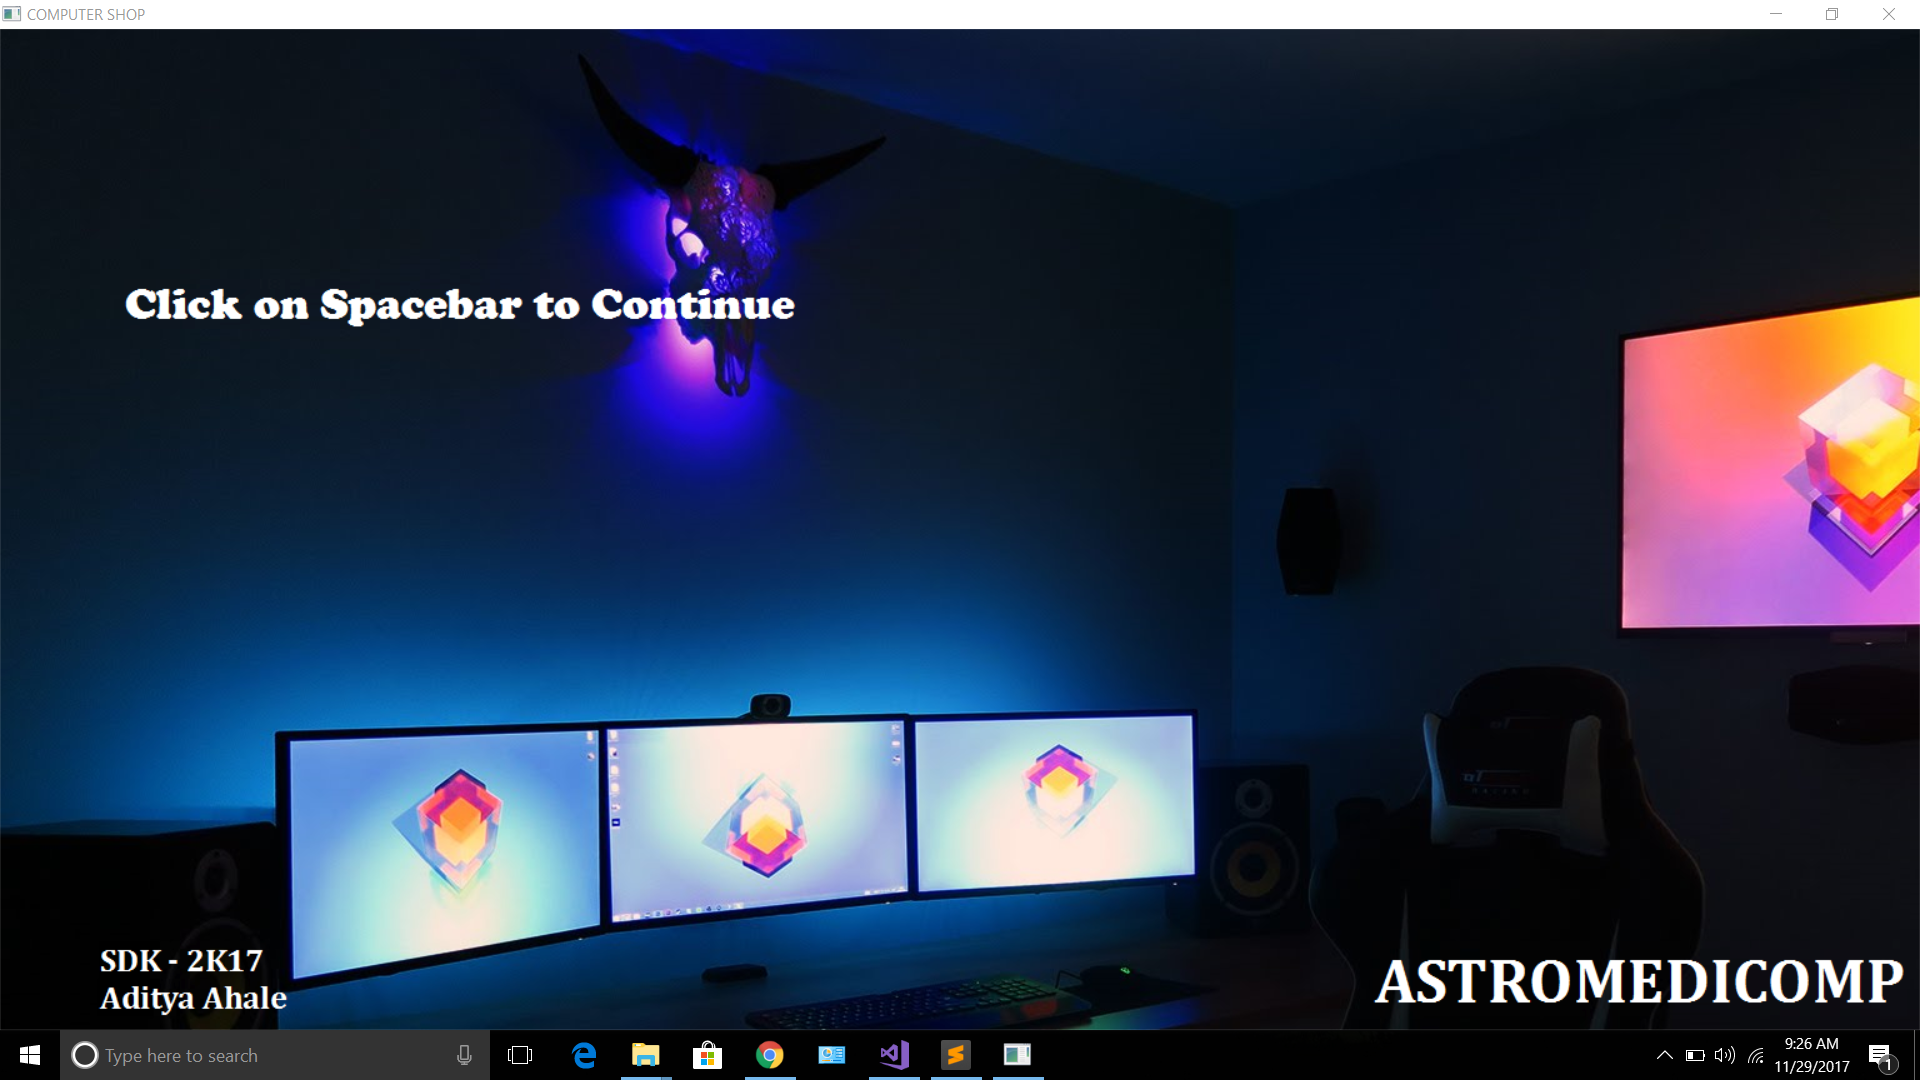 COMPUTER SHOP
Click on Spacebar to Continue
SDK - 2K17
Aditya Ahale
ASTROMEDICOMP
Type here to search
9:26 AM
11/29/2017
1